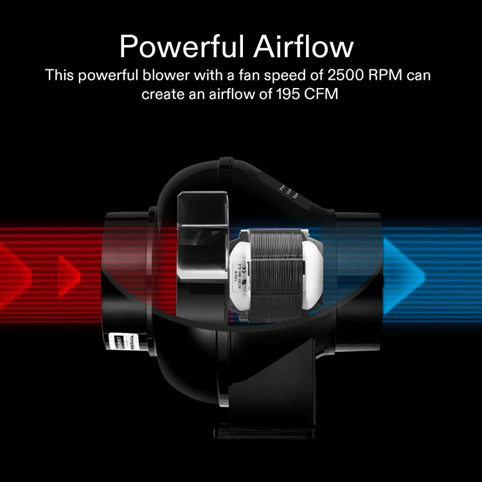 Powerful Airflow
This powerful blower with a fan speed of 2500 RPM can
create an airflow of 195 CFM